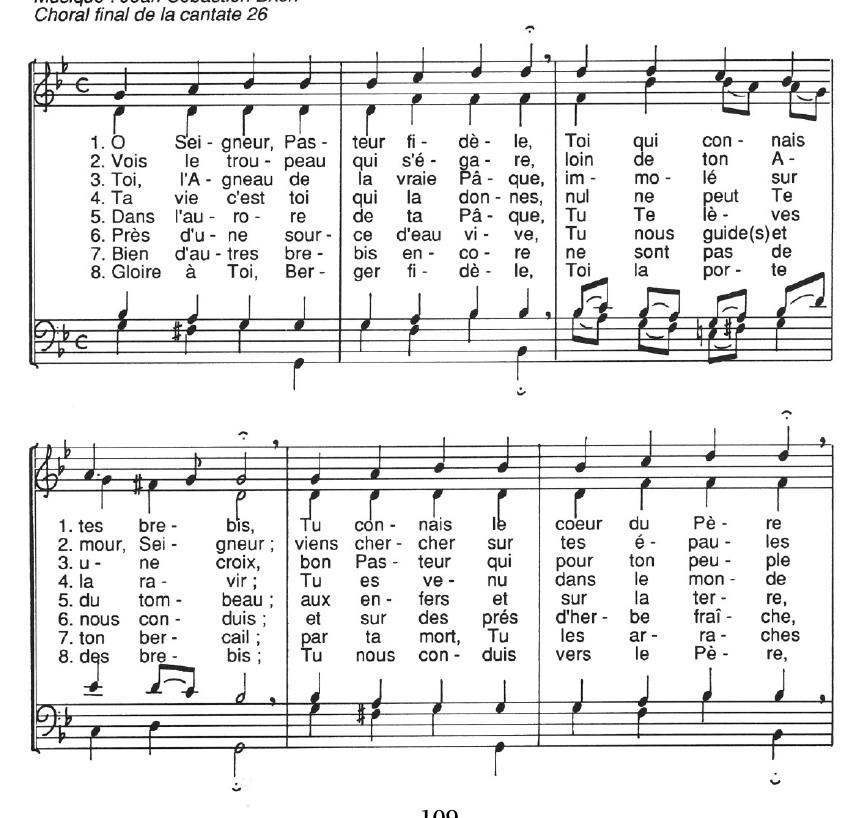 Choral final de la cantate 26
1. O Sei - gneur, Pas - teur fi - dè - le, Toi qui con - nais
2. Vois le trou - peau qui s'é - ga - re, loin de ton A -
3. Toi, l'A - gneau de la vraie Pâ - que, im - mo - lé sur
4. Ta vie c'est toi qui la don - nes, nul ne peut Te
5. Dans l'au - ro - re de ta Pâ - que, Tu Te lè - ves
6. Près d'u - ne sour - ce d'eau vi - ve, Tu nous guide(s)et
7. Bien d'au - tres bre - bis en - co - re ne sont pas de
8. Gloire à Toi, Ber - ger fi - dè - le, Toi la por - te
1. tes bre - bis, Tu con - nais le coeur du Pè - re
2. mour, Sei - gneur ; viens cher - cher sur tes é - pau - les
3. u - ne croix, bon Pas - teur qui pour ton peu - ple
4. la ra - vir ; Tu es ve - nu dans le mon - de
5. du tom - beau ; aux en - fers et sur la ter - re,
6. nous con - duis ; et sur des prés d'her - be fraî - che,
7. ton ber - cail ; par ta mort, Tu les ar - ra - ches
8. des bre - bis ; Tu nous con - duis vers le Pè - re,
109